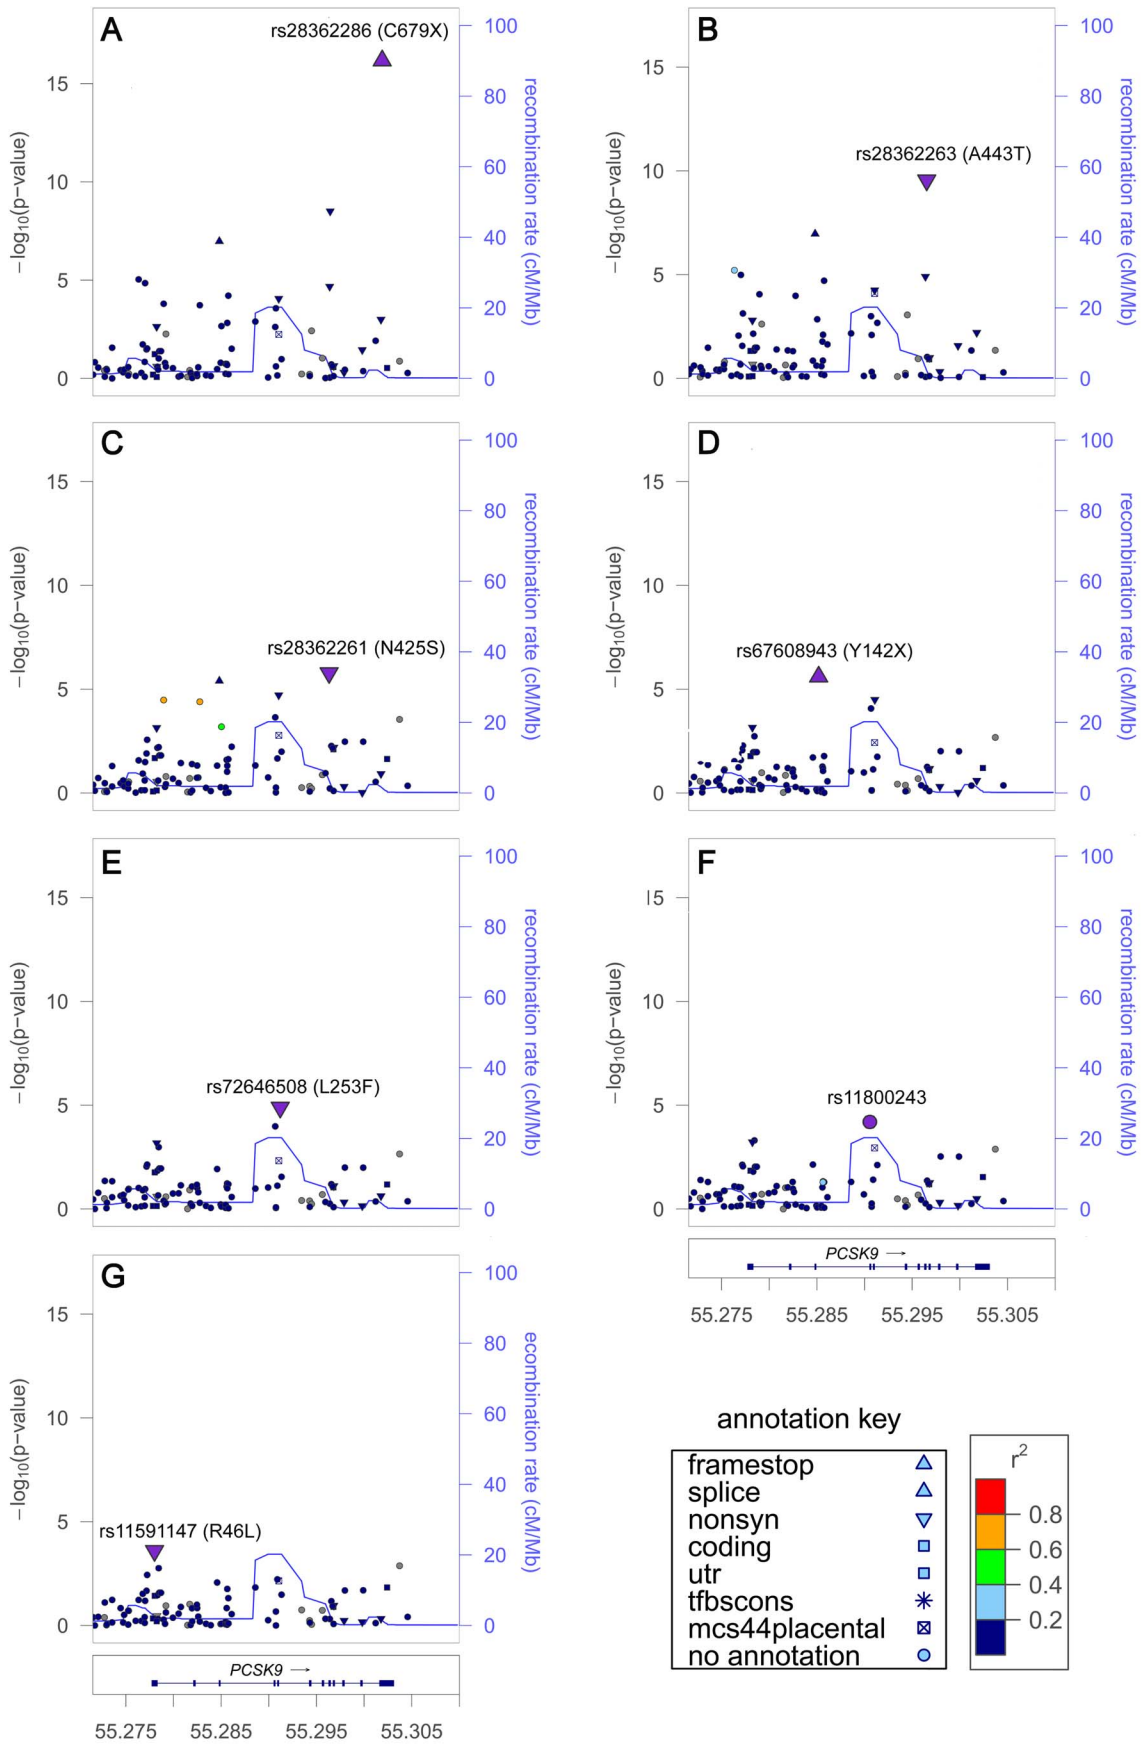 A
rs28362286 (C679X)
15
10
5
0
−log10(p−value)
100
80
60
40
20
0
recombination rate (cM/Mb)
B
rs28362263 (A443T)
15
10
5
0
−log10(p−value)
100
80
60
40
20
0
recombination rate (cM/Mb)
C
rs28362261 (N425S)
15
10
5
0
−log10(p−value)
100
80
60
40
20
0
recombination rate (cM/Mb)
D
rs67608943 (Y142X)
15
10
5
0
−log10(p−value)
100
80
60
40
20
0
recombination rate (cM/Mb)
E
rs72646508 (L253F)
15
10
5
0
−log10(p−value)
100
80
60
40
20
0
recombination rate (cM/Mb)
F
rs11800243
15
10
5
0
−log10(p−value)
100
80
60
40
20
0
recombination rate (cM/Mb)
PCSK9 →
55.275 55.285 55.295 55.305
G
rs11591147 (R46L)
15
10
5
0
−log10(p−value)
100
80
60
40
20
0
ecombination rate (cM/Mb)
PCSK9 →
55.275 55.285 55.295 55.305
annotation key
framestop
splice
nonsyn
coding
utr
tfbscons
mcs44placental
no annotation
r2
0.8
0.6
0.4
0.2